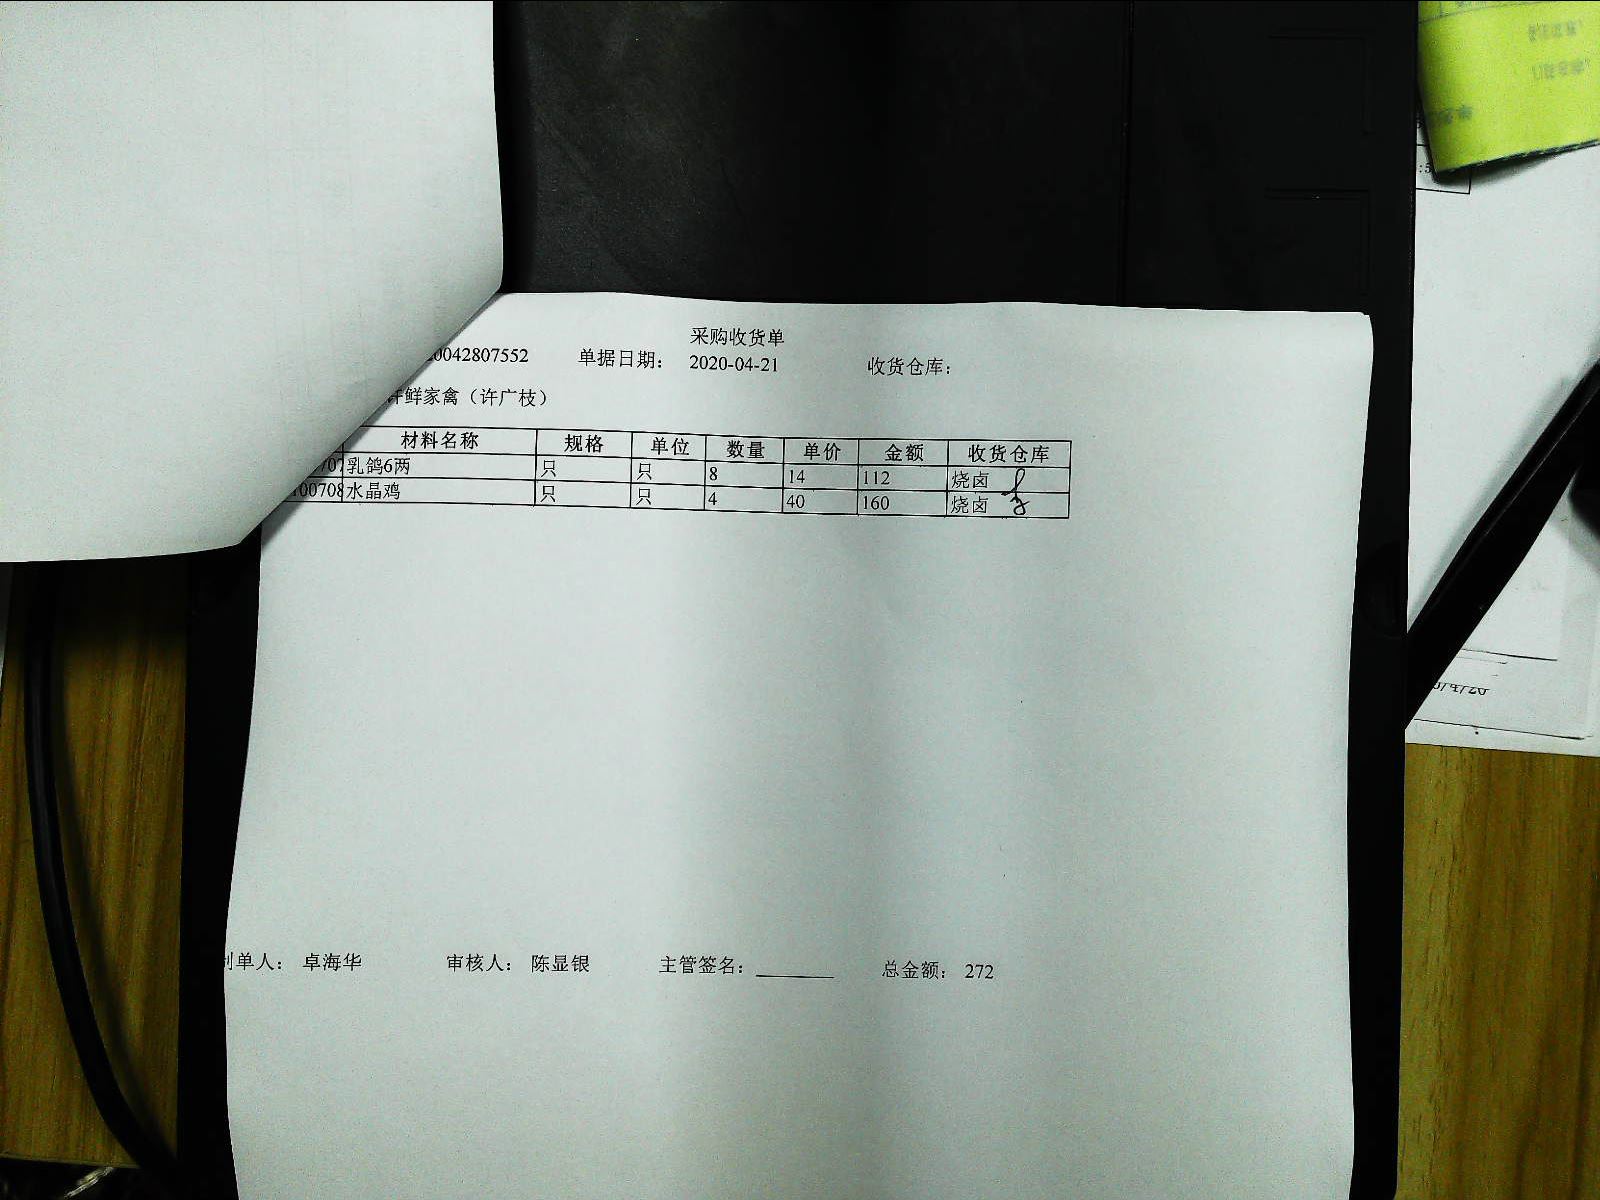 采购收货单
0042807552 单据日期： 2020-04-21 收货仓库：
许鲜家禽（许广枝）
材料名称 规格 单位 数量 单价 金额 收货仓库
707 乳鸽6两 只 只 8 14 112 烧卤
00708 水晶鸡 只 只 4 40 160 烧卤
制单人： 卓海华 审核人： 陈显银 主管签名： 总金额： 272